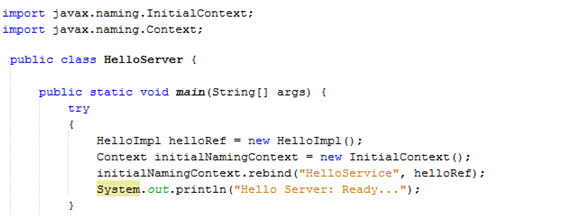 import javax.naming.InitialContext;
import javax.naming.Context;
public class HelloServer {
public static void main(String[] args) {
try
{
HelloImpl helloRef = new HelloImpl();
Context initialNamingContext = new InitialContext();
initialNamingContext.rebind("HelloService", helloRef);
System.out.println("Hello Server: Ready...");
}